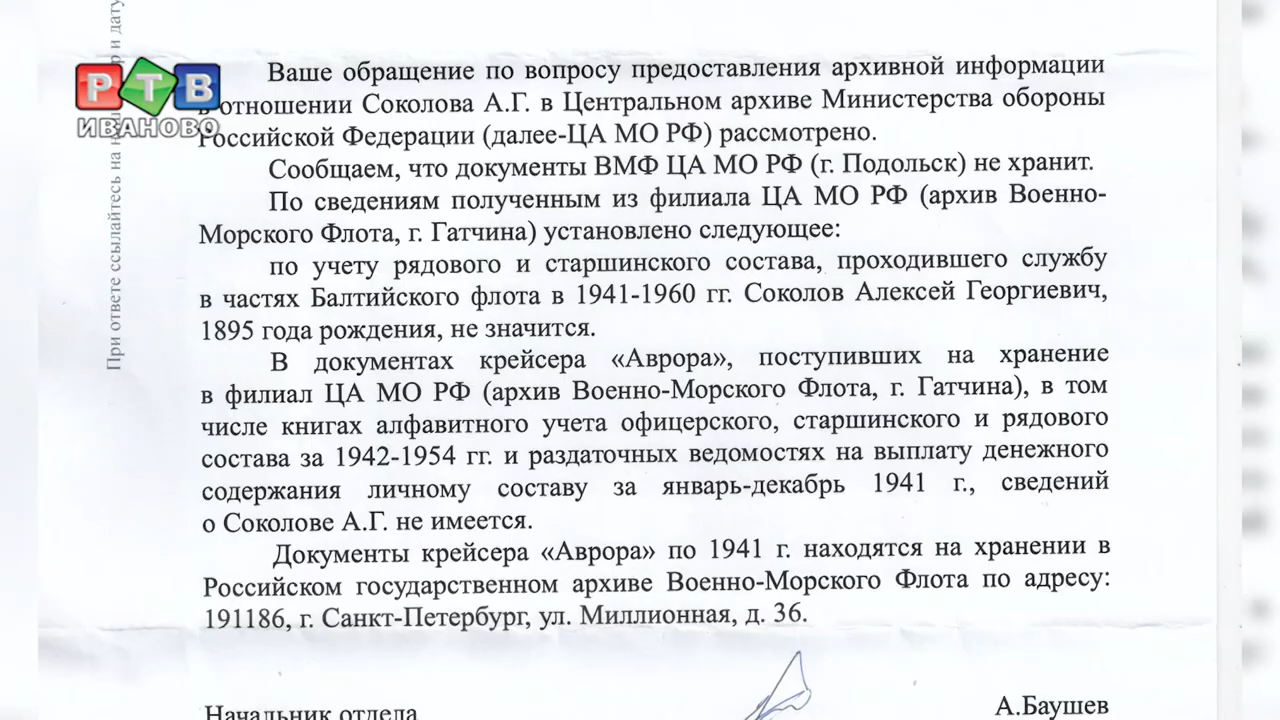 РТВ
ИВАНОВО
При ответе ссылайтесь на на и дату
Ваше обращение по вопросу предоставления архивной информации
в отношении Соколова А.Г. в Центральном архиве Министерства обороны
Российской Федерации (далее-ЦА МО РФ) рассмотрено.
Сообщаем, что документы ВМФ ЦА МО РФ (г. Подольск) не хранит.
По сведениям полученным из филиала ЦА МО РФ (архив Военно-
Морского Флота, г. Гатчина) установлено следующее:
по учету рядового и старшинского состава, проходившего службу
в частях Балтийского флота в 1941-1960 гг. Соколов Алексей Георгиевич,
1895 года рождения, не значится.
В документах крейсера «Аврора», поступивших на хранение
в филиал ЦА МО РФ (архив Военно-Морского Флота, г. Гатчина), в том
числе книгах алфавитного учета офицерского, старшинского и рядового
состава за 1942-1954 гг. и раздаточных ведомостях на выплату денежного
содержания личному составу за январь-декабрь 1941 г., сведений
о Соколове А.Г. не имеется.
Документы крейсера «Аврора» по 1941 г. находятся на хранении в
Российском государственном архиве Военно-Морского Флота по адресу:
191186, г. Санкт-Петербург, ул. Миллионная, д. 36.
Начальник отдела
А.Баушев